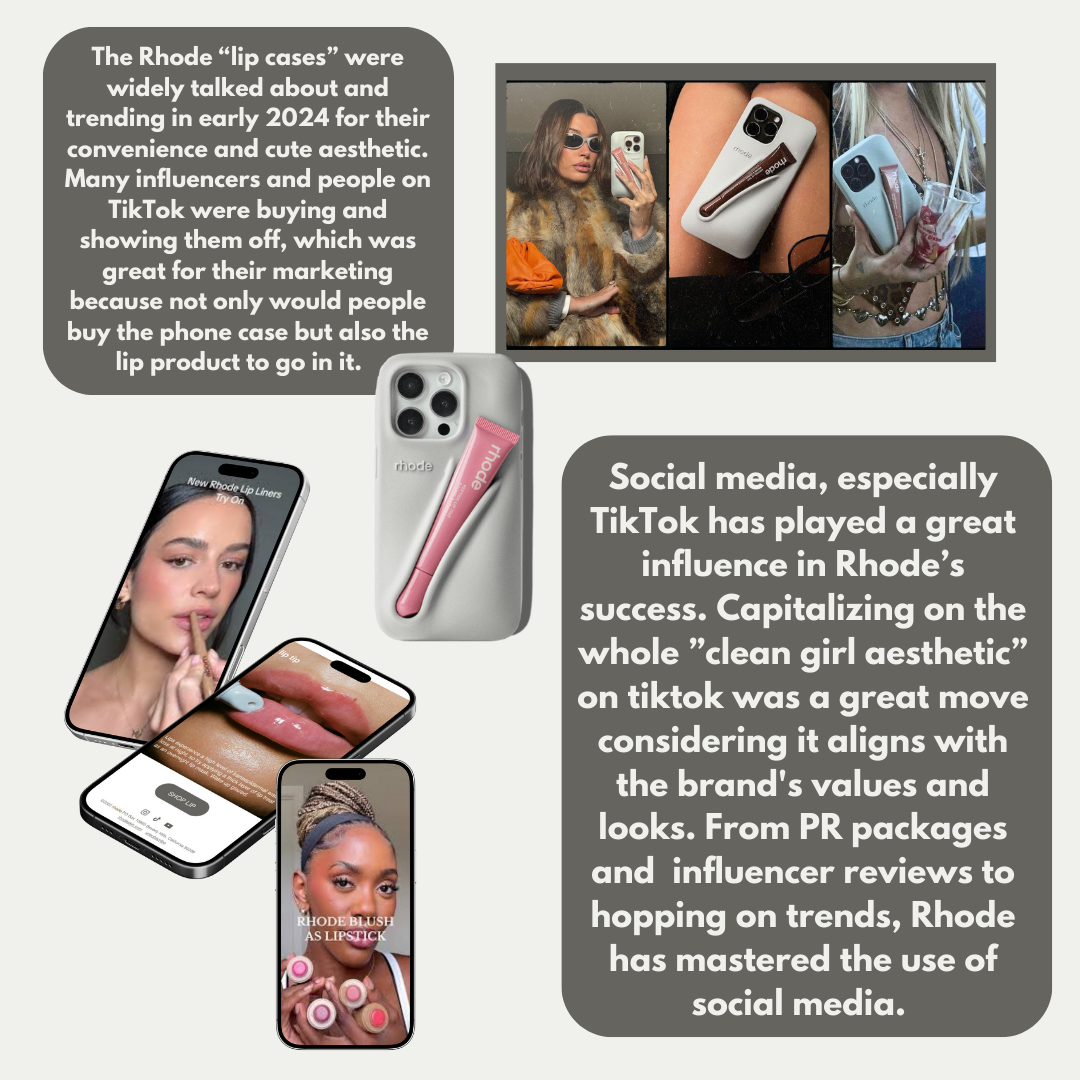 The Rhode “lip cases” were
widely talked about and
trending in early 2024 for their
convenience and cute aesthetic.
Many influencers and people on
TikTok were buying and
showing them off, which was
great for their marketing
because not only would people
buy the phone case but also the
lip product to go in it.
rhode
rhode
rhode
rhode
New Rhode Lip Liners
Try On
lip
SHOP LIP
RHODE BLUSH
AS LIPSTICK
Social media, especially
TikTok has played a great
influence in Rhode’s
success. Capitalizing on the
whole ”clean girl aesthetic”
on tiktok was a great move
considering it aligns with
the brand's values and
looks. From PR packages
and  influencer reviews to
hopping on trends, Rhode
has mastered the use of
social media.